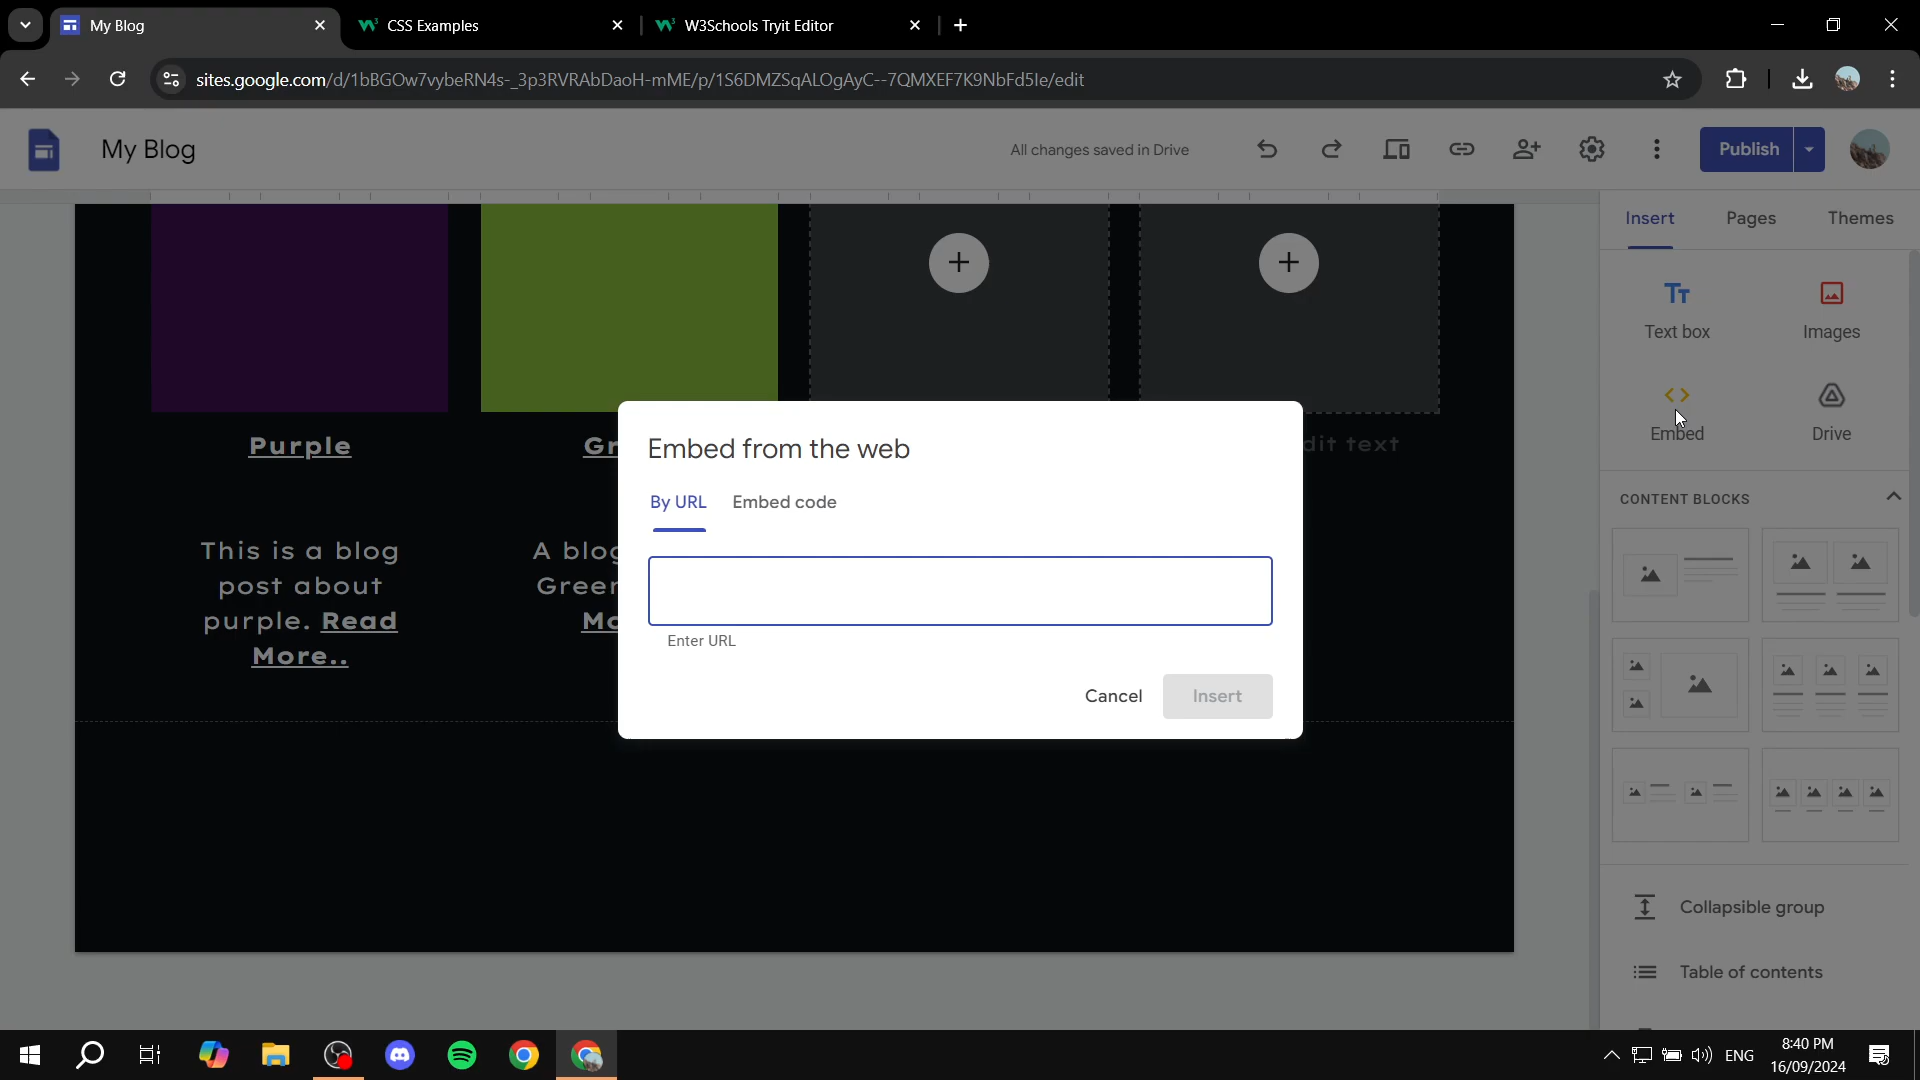 My Blog
CSS Examples
W3Schools Tryit Editor
sites.google.com/d/1bBGOw7vybeRN4s-_3p3RVRAbDaoH-mME/p/1S6DMZSqALOgAyC--7QMXEF7K9NbFd5Ie/edit
My Blog
All changes saved in Drive
Publish
Insert
Pages
Themes
Text box
Images
Embed
Drive
CONTENT BLOCKS
Collapsible group
Table of contents
Embed from the web
By URL
Embed code
Enter URL
Cancel
Insert
Purple
Gr
dit text
This is a blog
post about
purple. Read
More..
A blog
Green
Mo
ENG
8:40 PM
16/09/2024